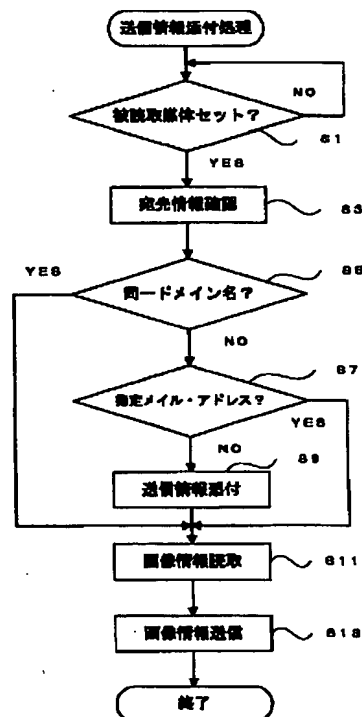 送信情報添付処理
NO
被読取媒体セット?
S1
YES
宛先情報確認
S3
YES
S5
同一ドメイン名?
NO
S7
指定メイル・アドレス?
YES
NO
S9
送信情報添付
画像情報読取
S11
画像情報送信
S13
終了